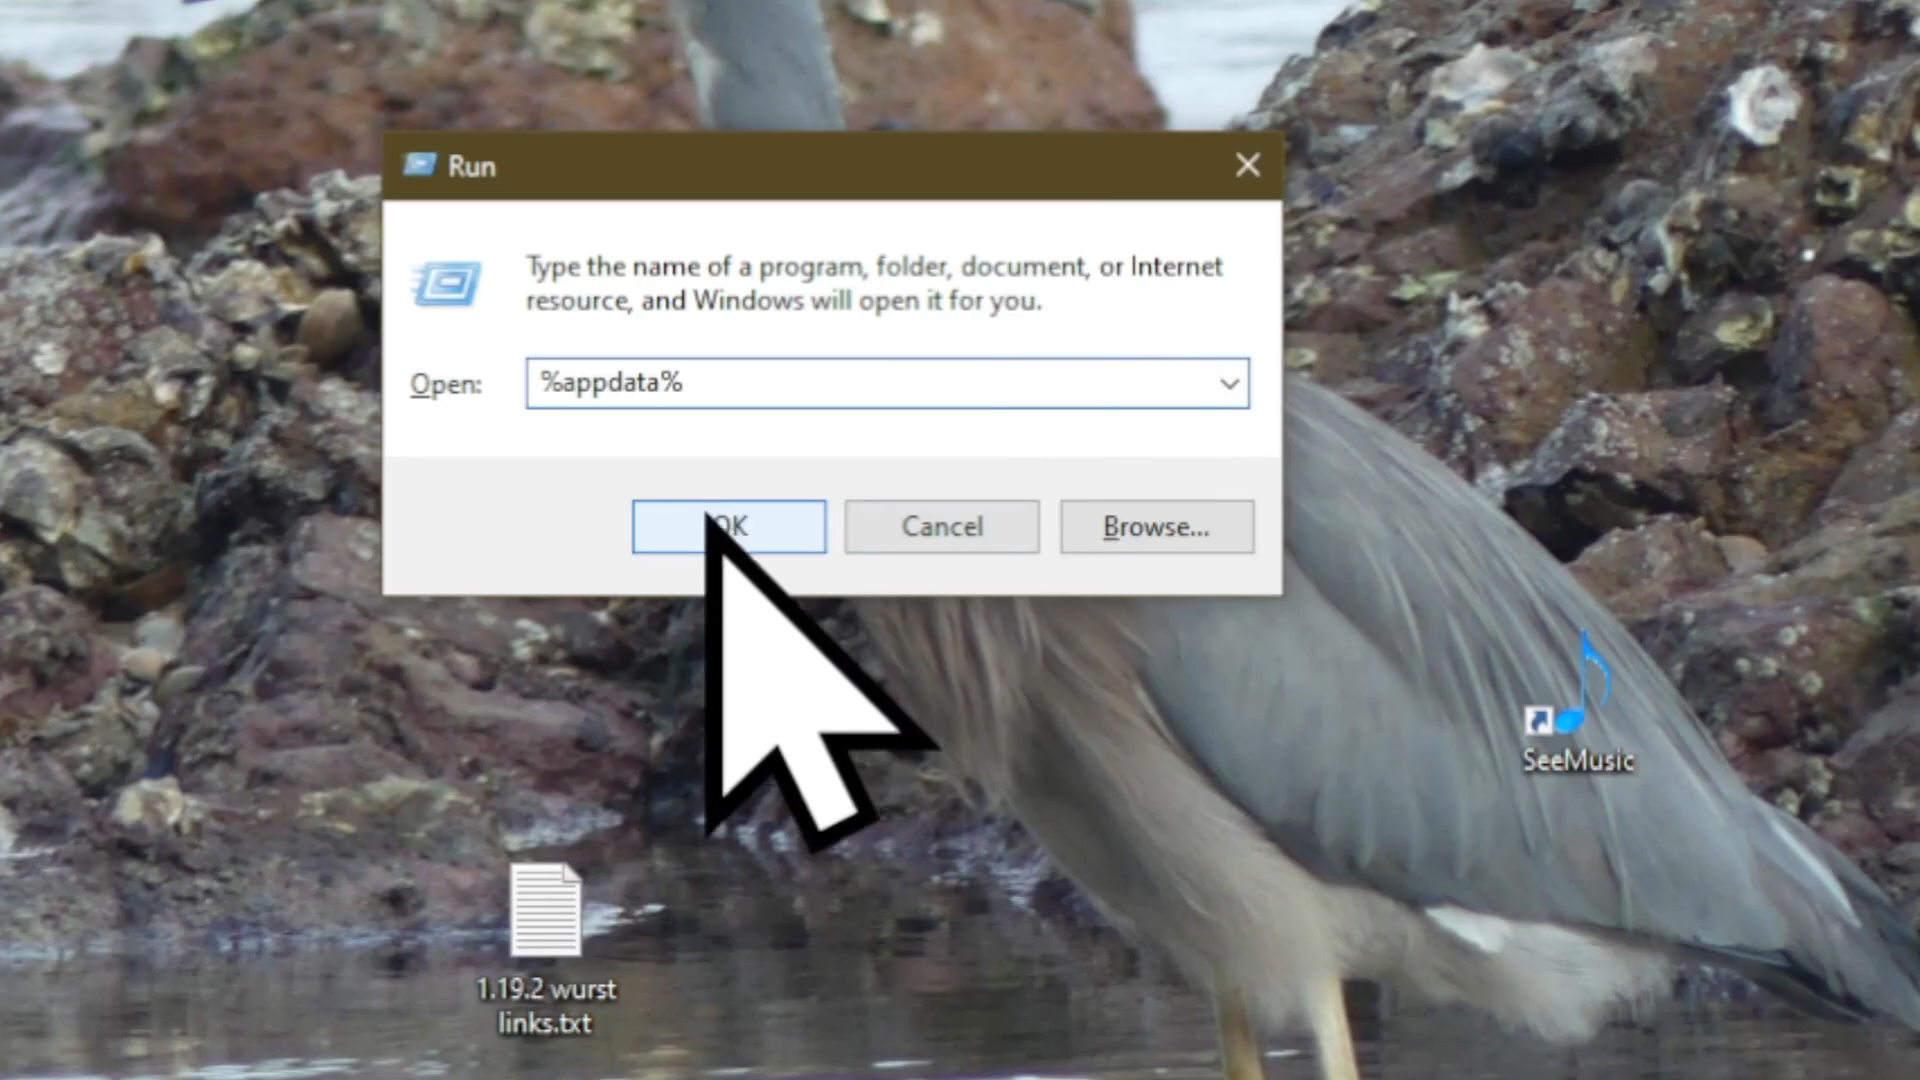 Run
Type the name of a program, folder, document, or Internet
resource, and Windows will open it for you.
Open:
%appdata%
OK
Cancel
Browse...
SeeMusic
1.19.2 wurst
links.txt